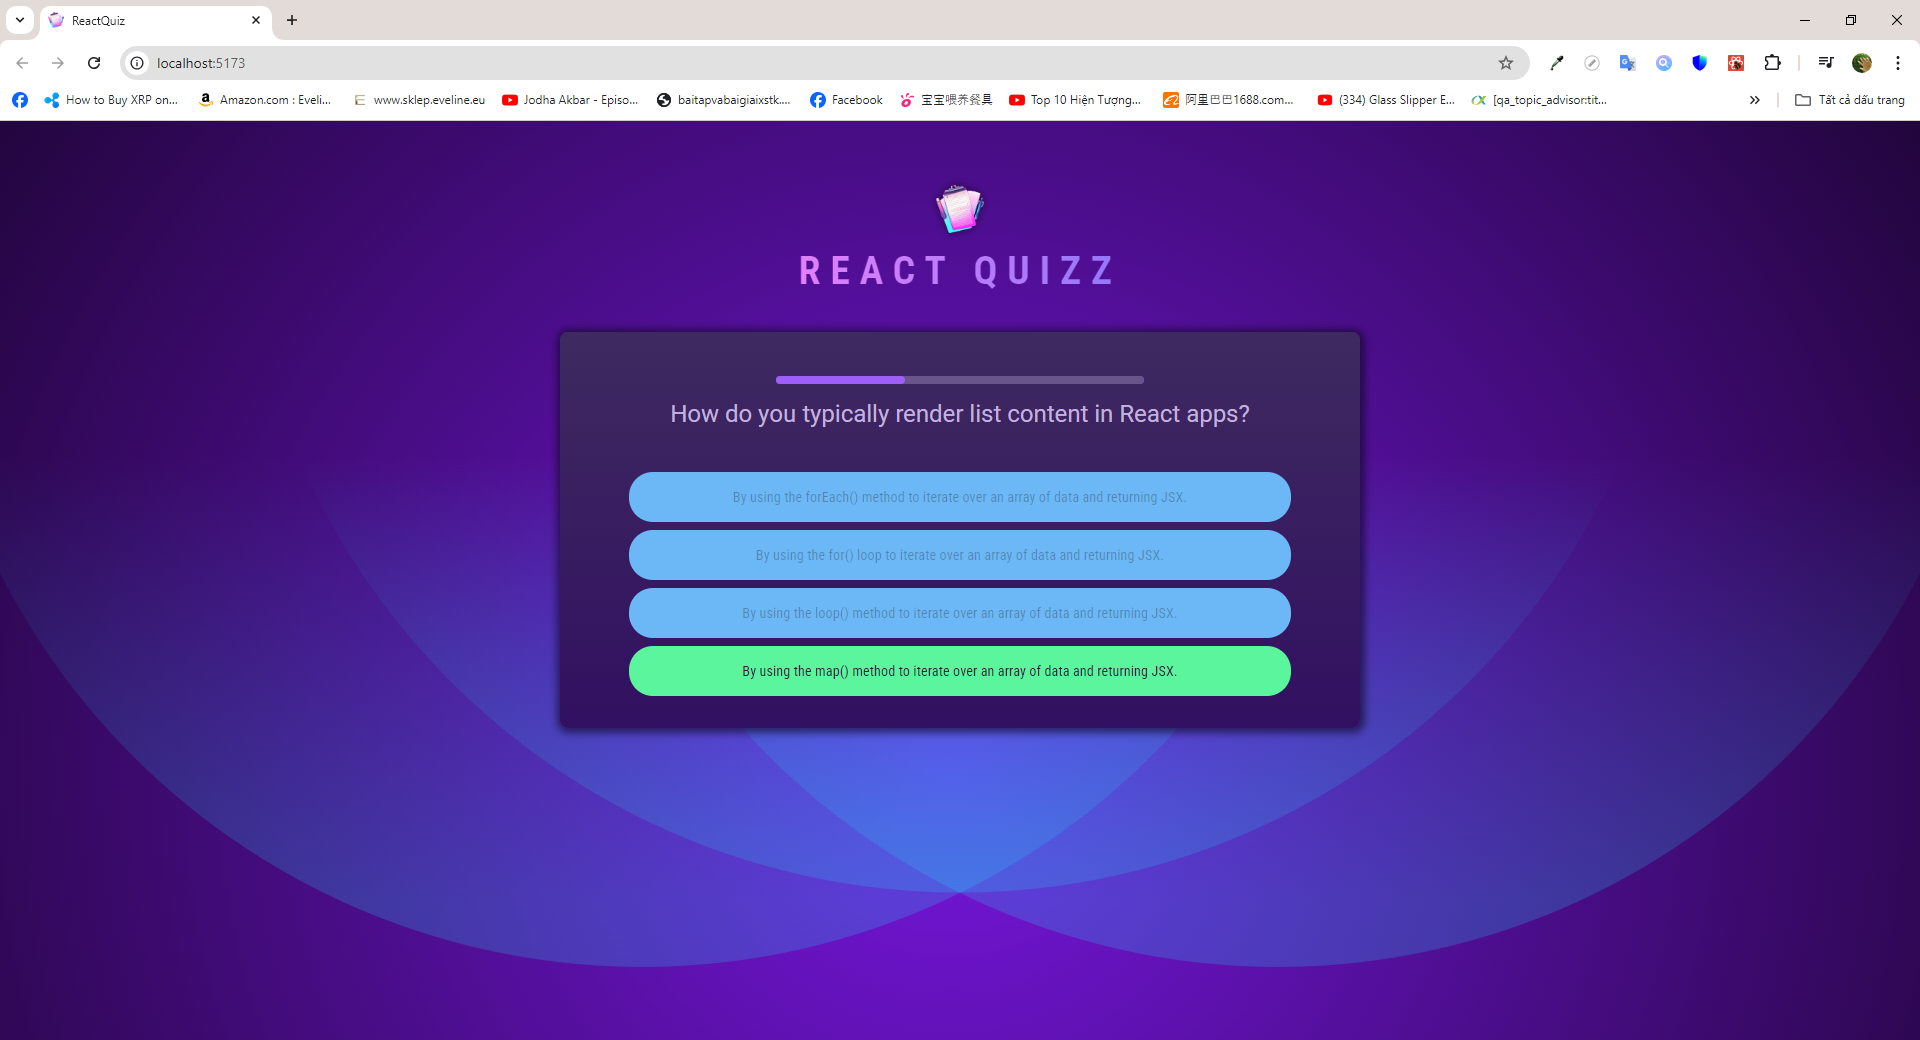 ReactQuiz
localhost:5173
How to Buy XRP on...
Amazon.com : Eveli...
www.sklep.eveline.eu
Jodha Akbar - Episo...
baitapvabaigiaixstk....
Facebook
宝宝喂养餐具
Top 10 Hiện Tượng...
阿里巴巴1688.com...
(334) Glass Slipper E...
[qa_topic_advisor:tit...
Tất cả dấu trang
REACT QUIZZ
How do you typically render list content in React apps?
By using the forEach() method to iterate over an array of data and returning JSX.
By using the for() loop to iterate over an array of data and returning JSX.
By using the loop() method to iterate over an array of data and returning JSX.
By using the map() method to iterate over an array of data and returning JSX.